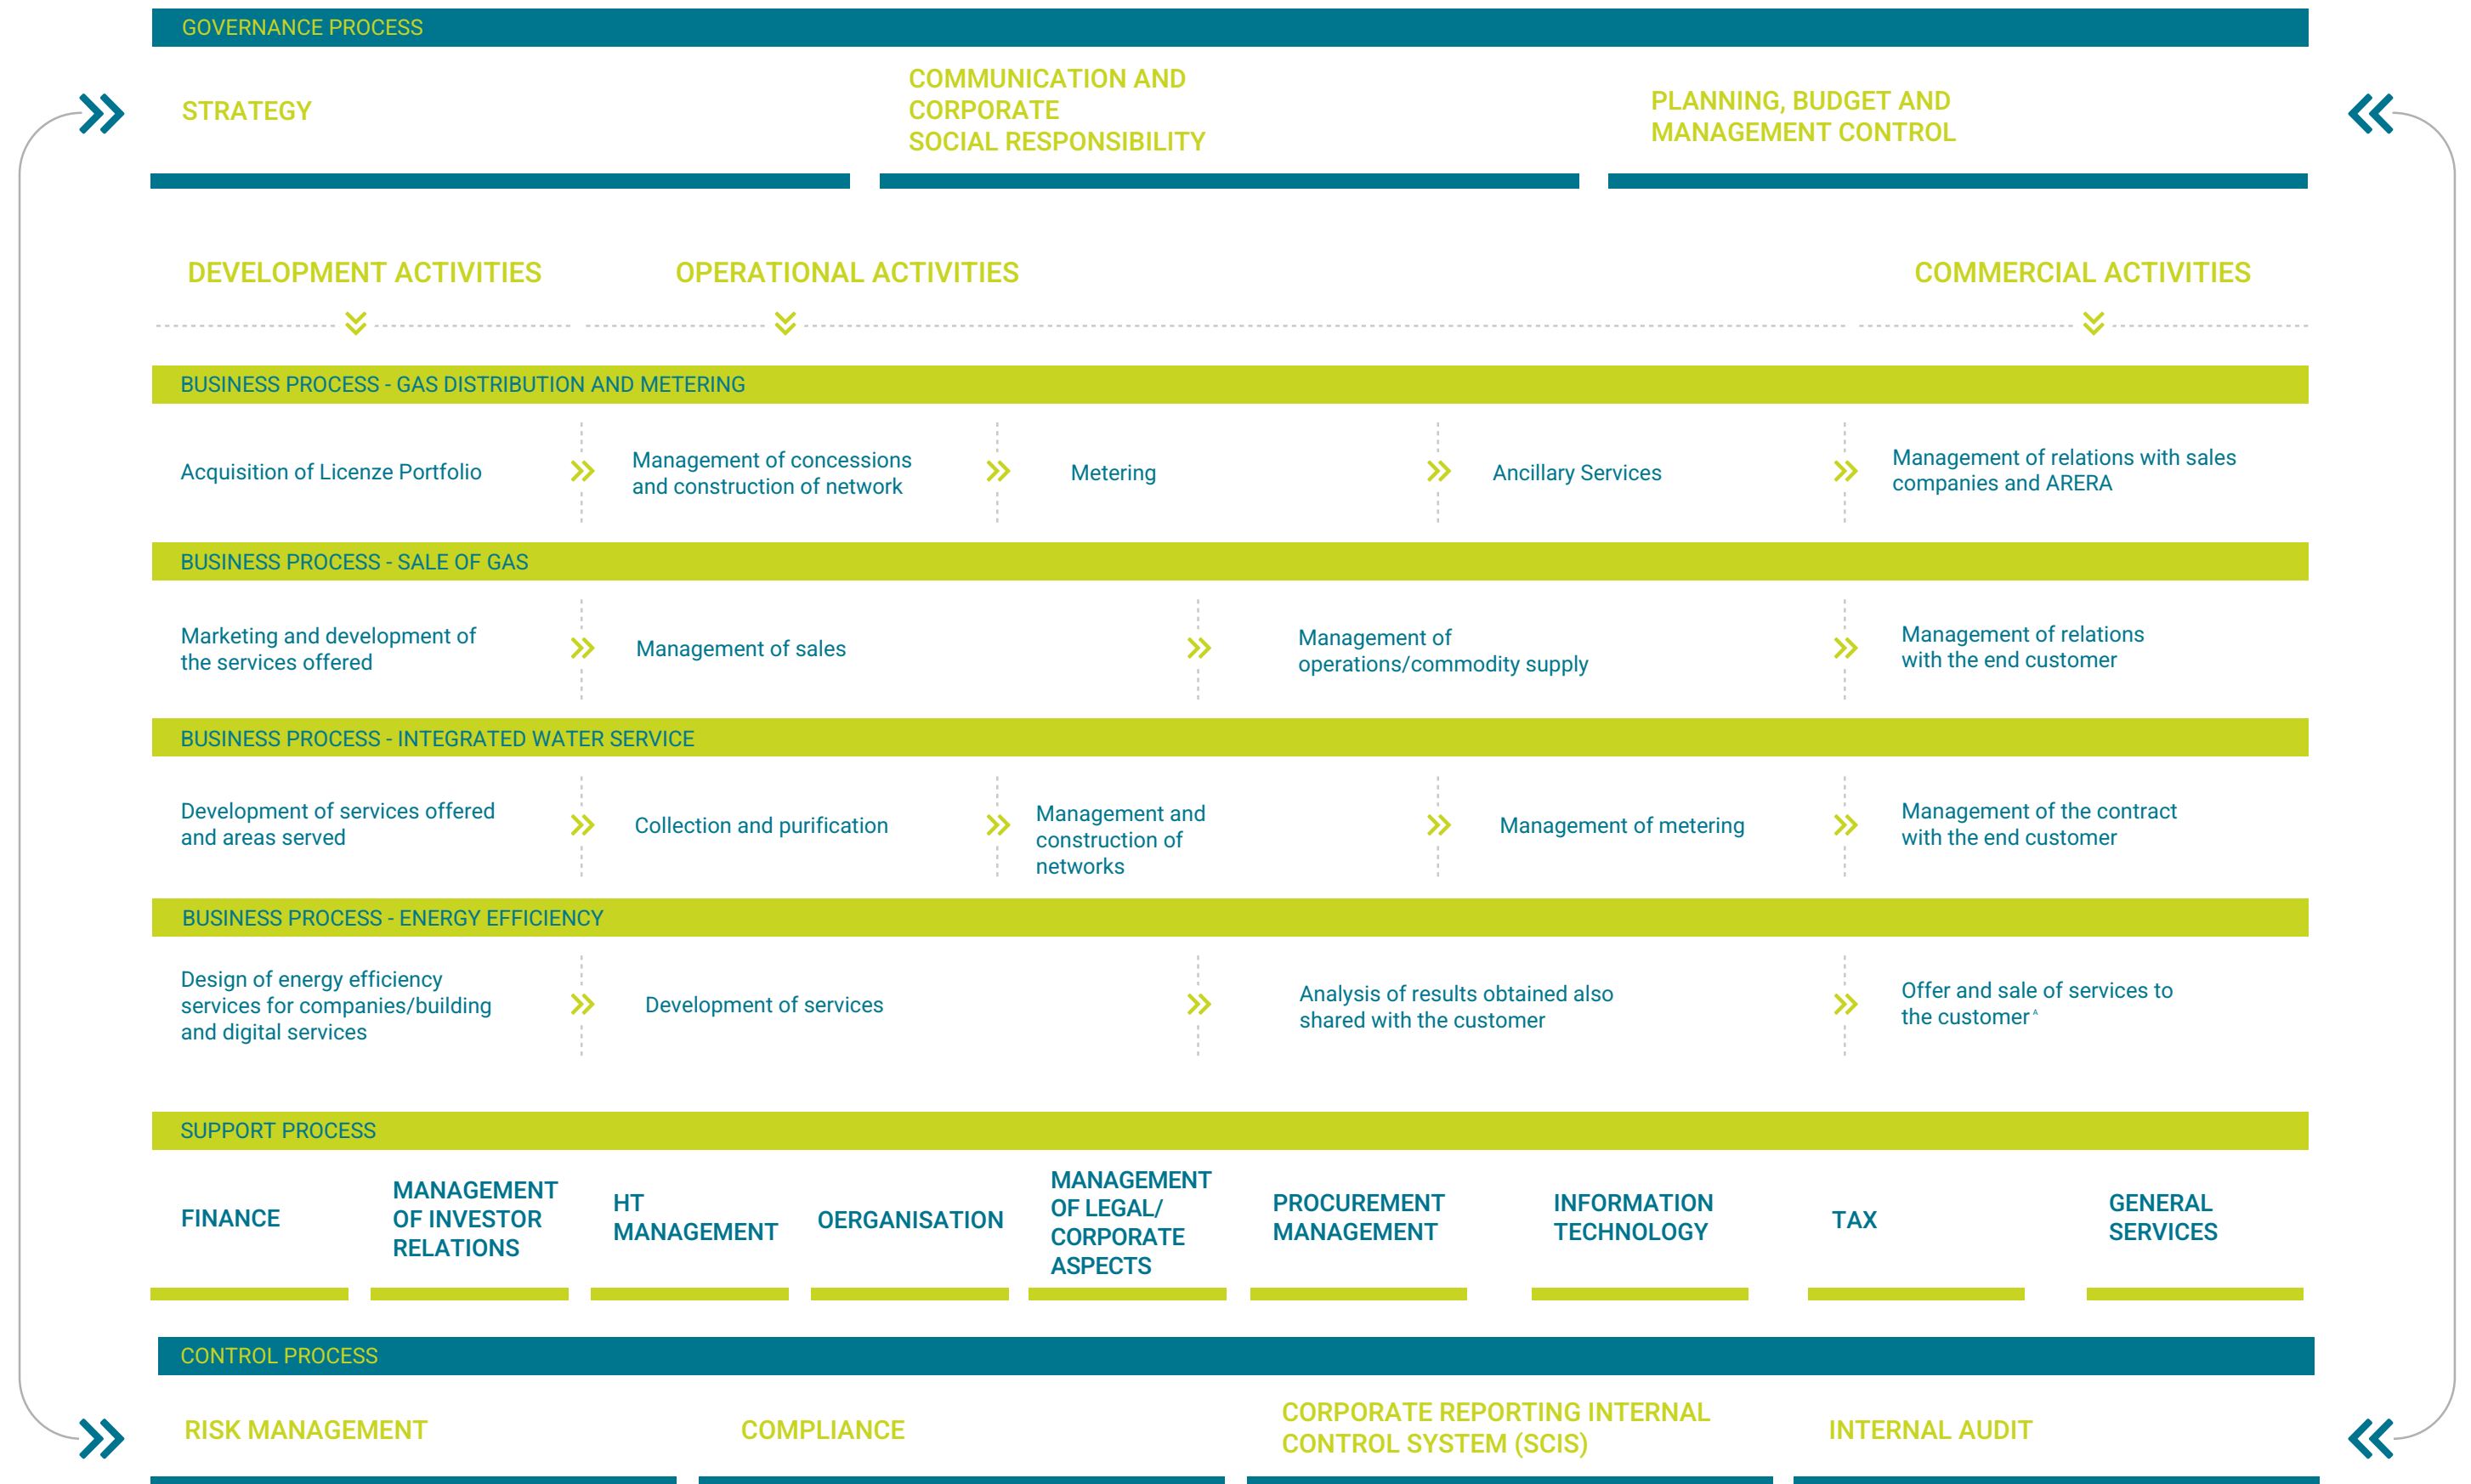 GOVERNANCE PROCESS
STRATEGY
COMMUNICATION AND
CORPORATE
SOCIAL RESPONSIBILITY
PLANNING, BUDGET AND
MANAGEMENT CONTROL
DEVELOPMENT ACTIVITIES
OPERATIONAL ACTIVITIES
COMMERCIAL ACTIVITIES
BUSINESS PROCESS - GAS DISTRIBUTION AND METERING
Acquisition of Licenze Portfolio
Management of concessions
and construction of network
Metering
Ancillary Services
Management of relations with sales
companies and ARERA
BUSINESS PROCESS - SALE OF GAS
Marketing and development of
the services offered
Management of sales
Management of
operations/commodity supply
Management of relations
with the end customer
BUSINESS PROCESS - INTEGRATED WATER SERVICE
Development of services offered
and areas served
Collection and purification
Management and
construction of
networks
Management of metering
Management of the contract
with the end customer
BUSINESS PROCESS - ENERGY EFFICIENCY
Design of energy efficiency
services for companies/building
and digital services
Development of services
Analysis of results obtained also
shared with the customer
Offer and sale of services to
the customer A
SUPPORT PROCESS
FINANCE
MANAGEMENT
OF INVESTOR
RELATIONS
HT
MANAGEMENT
OERGANISATION
MANAGEMENT
OF LEGAL/
CORPORATE
ASPECTS
PROCUREMENT
MANAGEMENT
INFORMATION
TECHNOLOGY
TAX
GENERAL
SERVICES
CONTROL PROCESS
RISK MANAGEMENT
COMPLIANCE
CORPORATE REPORTING INTERNAL
CONTROL SYSTEM (SCIS)
INTERNAL AUDIT